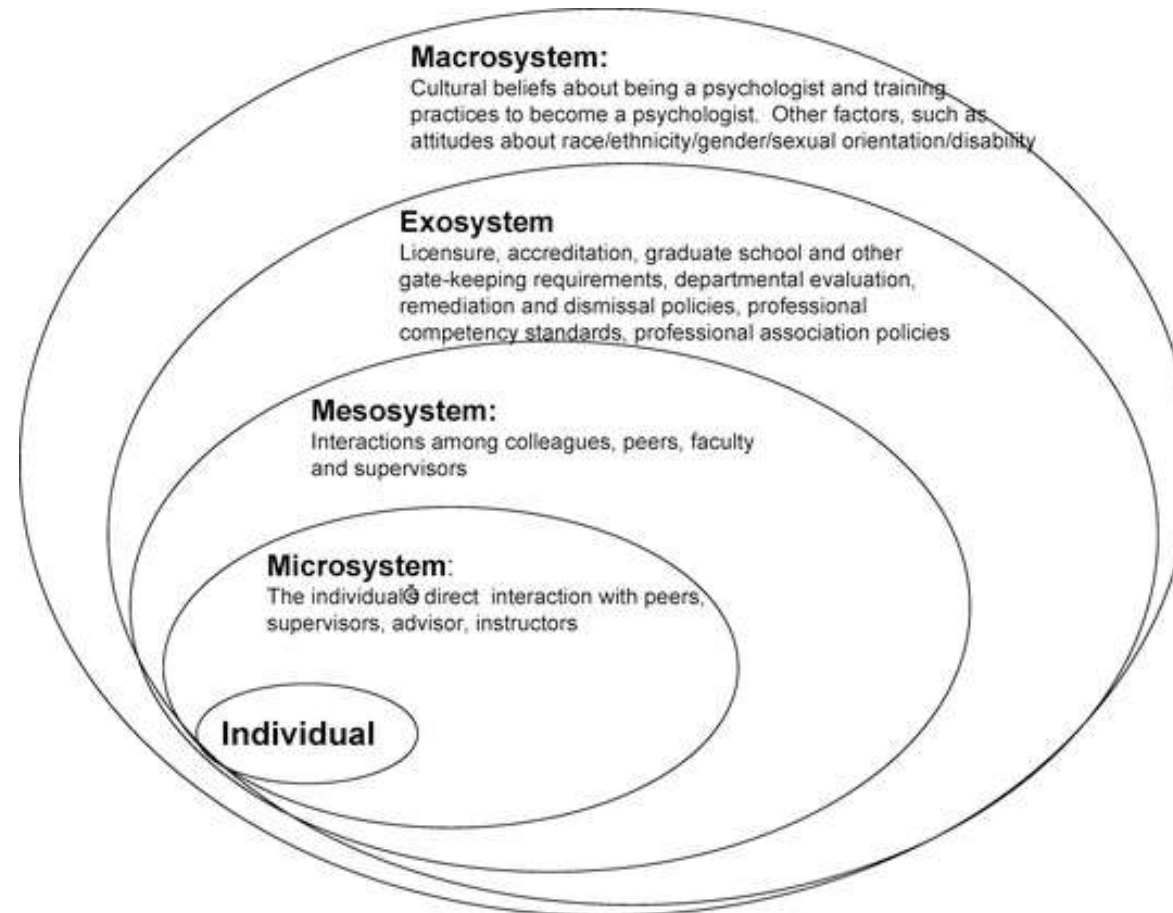 Macrosystem:
Cultural beliefs about being a psychologist and training
practices to become a psychologist. Other factors, such as
attitudes about race/ethnicity/gender/sexual orientation/disability
Exosystem
Licensure, accreditation, graduate school and other
gate-keeping requirements, departmental evaluation,
remediation and dismissal policies, professional
competency standards, professional association policies
Mesosystem:
Interactions among colleagues, peers, faculty
and supervisors
Microsystem:
The individual direct interaction with peers,
supervisors, advisor, instructors
Individual